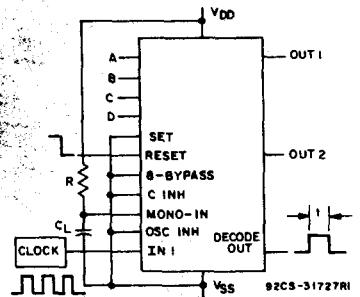 VDD
A
B
C
D
OUT 1
SET
RESET
8-BYPASS
C INH
MONO-IN
OSC INH
IN 1
OUT 2
DECODE
OUT
t
R
CL
CLOCK
VSS
92CS-31727RI